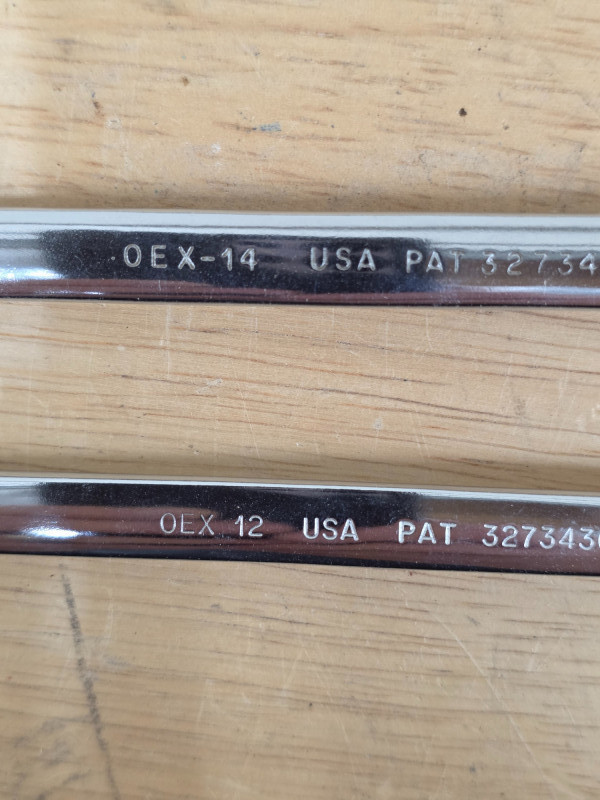 OEX-14 USA PAT 32734
OEX 12 USA PAT 327343